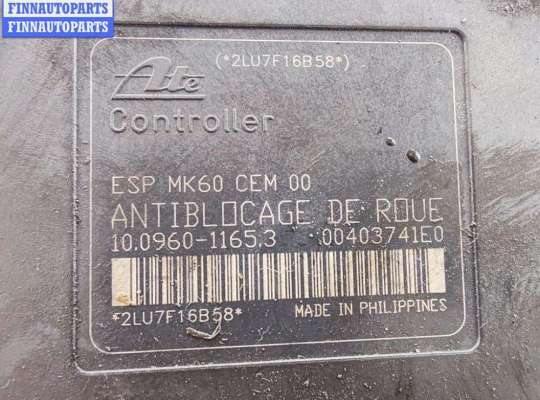 FINNAUTOPARTS
FINNAUTOPARTS
(*2LU7F16B58*)
Ate
Controller
ESP MK60 CEM 00
ANTIBLOCAGE DE ROUE
10.0960-1165.3 00403741E0
*2LU7F16B58* MADE IN PHILIPPINES